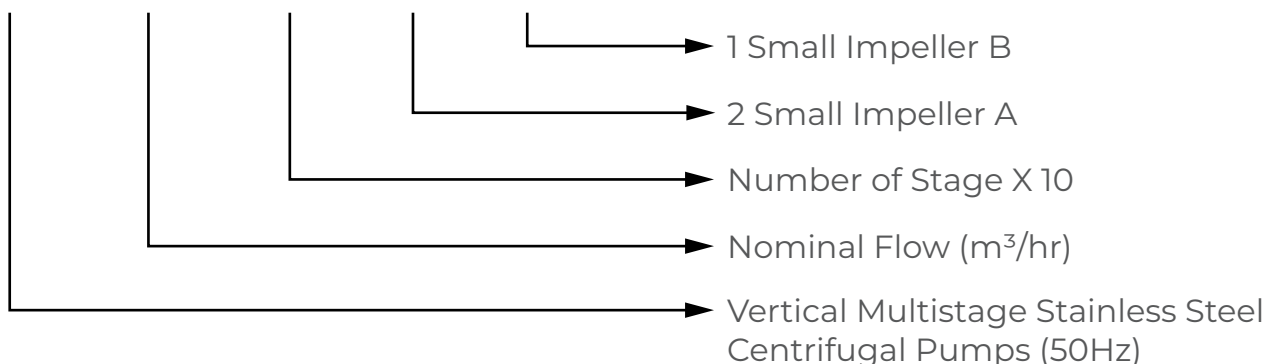 1 Small Impeller B
2 Small Impeller A
Number of Stage X 10
Nominal Flow (m³/hr)
Vertical Multistage Stainless Steel
Centrifugal Pumps (50Hz)